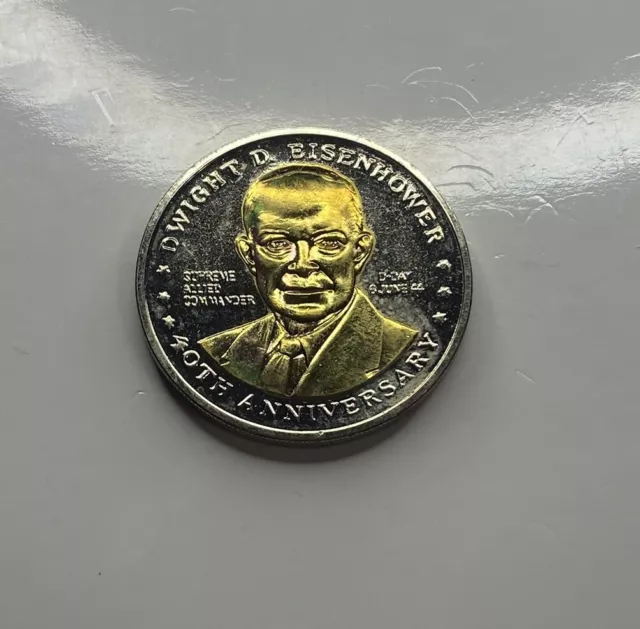 DWIGHT D. EISENHOWER
SUPREME
ALLIED
COMMANDER
D-DAY
6 JUNE 44
40TH ANNIVERSARY